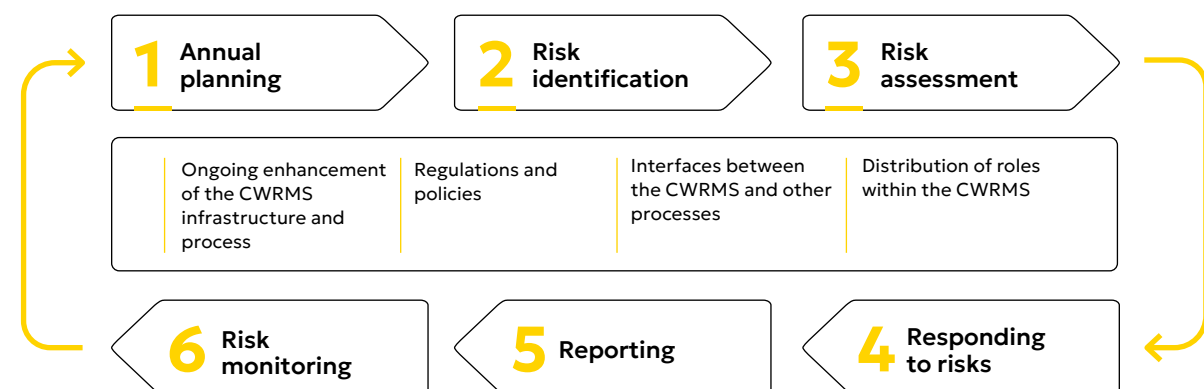 1 Annual
planning
2 Risk
identification
3 Risk
assessment
Ongoing enhancement
of the CWRMS
infrastructure and
process
Regulations and
policies
Interfaces between
the CWRMS and other
processes
Distribution of roles
within the CWRMS
6 Risk
monitoring
5 Reporting
4 Responding
to risks